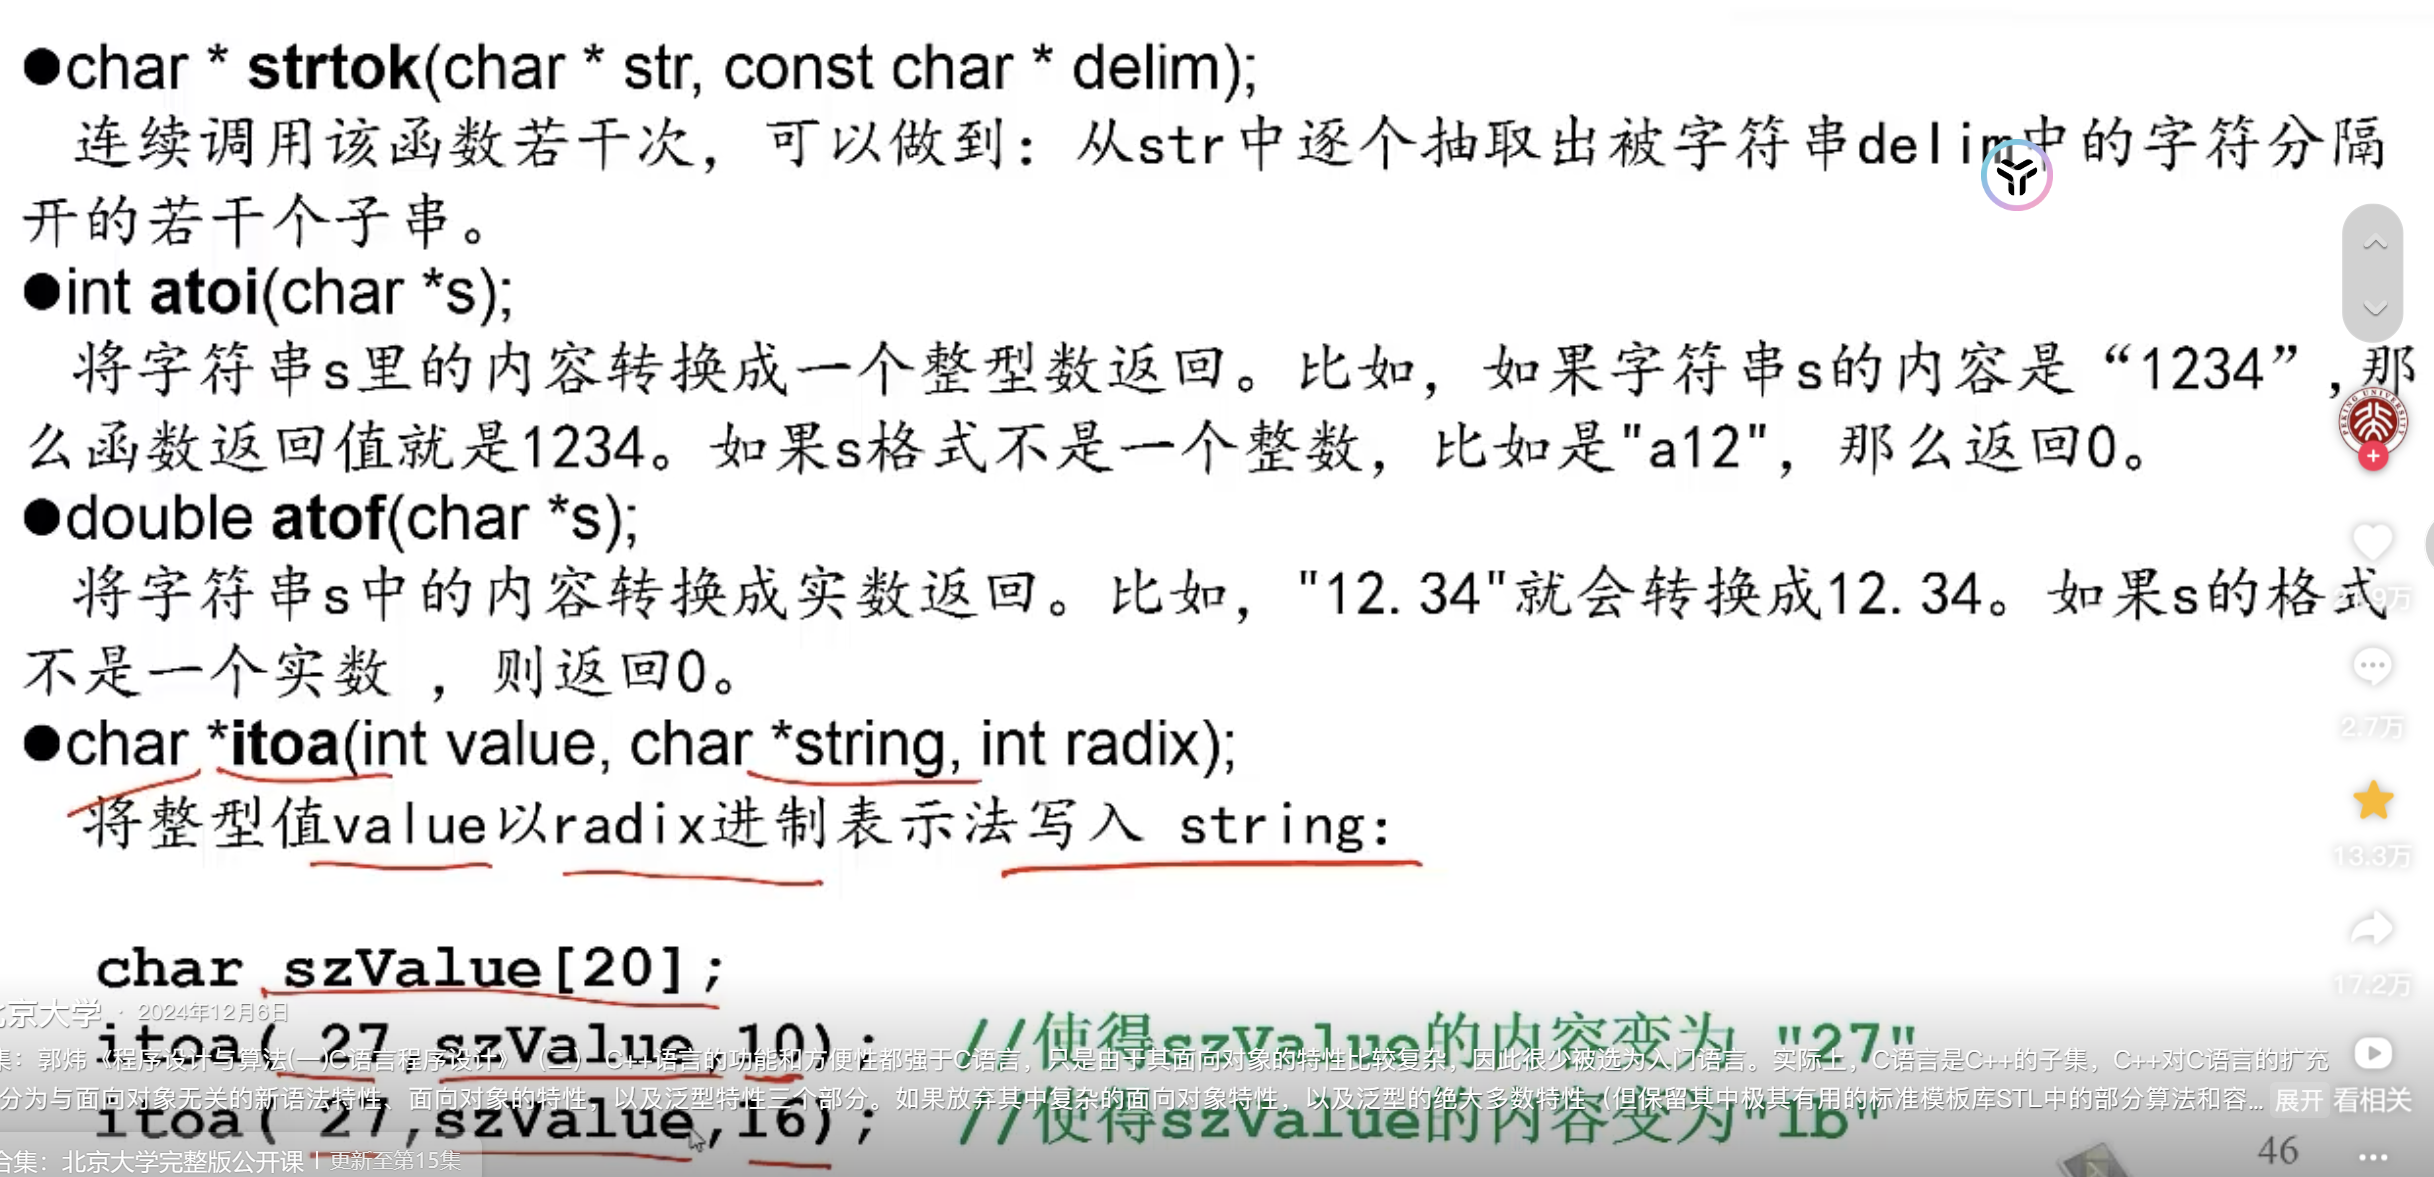 ●char * strtok(char * str, const char * delim);
连续调用该函数若干次，可以做到：从str中逐个抽取出被字符串delim中的字符分隔
开的若干个子串。
●int atoi(char *s);
将字符串s里的内容转换成一个整型数返回。比如，如果字符串s的内容是“1234”,那
么函数返回值就是1234。如果s格式不是一个整数，比如是"a12"，那么返回0。
●double atof(char *s);
将字符串s中的内容转换成实数返回。比如，"12.34"就会转换成12.34。如果s的格式
不是一个实数 ，则返回0。
●char *itoa(int value, char *string, int radix);
将整型值value以radix进制表示法写入 string:
char szValue[20];
itoa( 27,szValue,10); //使得szValue的内容变为 "27"
itoa( 27,szValue,16); //使得szValue的内容变为"1b"
46
PEKING UNIVERSITY
2.7万
13.3万
17.2万
北京大学 · 2024年12月6日
集：郭炜《程序设计与算法(一)C语言程序设计》（二） C++语言的功能和方便性都强于C语言，只是由于其面向对象的特性比较复杂，因此很少被选为入门语言。实际上，C语言是C++的子集，C++对C语言的扩充
分为与面向对象无关的新语法特性、面向对象的特性，以及泛型特性三个部分。如果放弃其中复杂的面向对象特性，以及泛型的绝大多数特性（但保留其中极其有用的标准模板库STL中的部分算法和容... 展开
看相关
合集：北京大学完整版公开课 | 更新至第15集